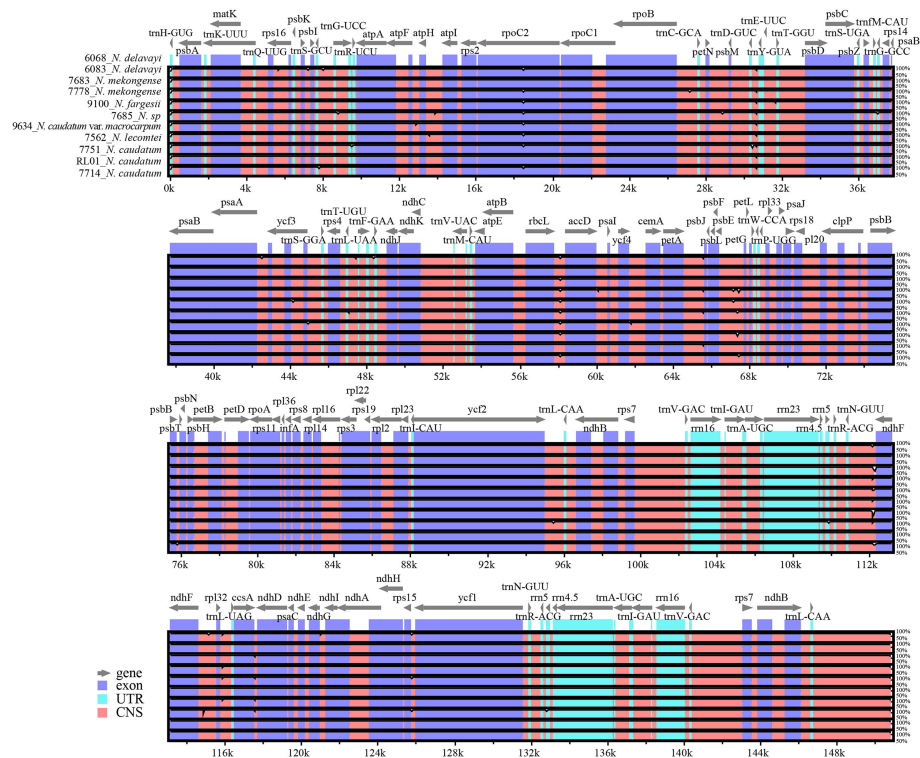 matK psbK trnG-UCC rpoB trnE-UUC psbC trnfM-CAU
trnH-GUG rps16 psbI atpA atpH rpoC2 rpoC1 trnC-GCA trnD-GUC trnT-GGU trnS-UGA rps14
psbA trnK-UUU trnQ-UUG trnS-GCU trnR-UCU atpF atpI rps2 petN psbM trnY-GUA psbD psbZ trnG-GCC psaB
6068_N. delavayi
6083_N. delavayi
7683_N. mekongense
7778_N. mekongense
9100_N. fargesii
7685_N. sp
9634_N. caudatum var. macrocarpum
7562_N. lecomtei
7751_N. caudatum
RL01_N. caudatum
7714_N. caudatum
100%
50%
0k 4k 8k 12k 16k 20k 24k 28k 32k 36k
psaA trnT-UGU ndhC atpB psbF petL rpl33 psaJ
psaB ycf3 rps4 trnF-GAA ndhK trnV-UAC atpE rbcL accD psaI cemA psbJ psbE trnW-CCA rps18 clpP psbB
trnS-GGA trnL-UAA ndhJ trnM-CAU ycf4 petA psbL petG trnP-UGG pl20
100%
50%
40k 44k 48k 52k 56k 60k 64k 68k 72k
psbN rpl36 rpl22
psbB petB petD rpoA rps8 rpl16 rps19 rpl23 ycf2 trnL-CAA rps7 trnV-GAC trnI-GAU rrn23 rrn5 trnN-GUU
psbT psbH rps11 infA rpl14 rps3 rpl2 trnI-CAU ndhB rrn16 trnA-UGC rrn4.5 trnR-ACG ndhF
100%
50%
76k 80k 84k 88k 92k 96k 100k 104k 108k 112k
ndhH trnN-GUU
ndhF rpl32 ccsA ndhD ndhE ndhI ndhA rps15 ycf1 rrn5 rrn4.5 trnA-UGC rrn16 rps7 ndhB
trnL-UAG psaC ndhG trnR-ACG rrn23 trnI-GAU trnV-GAC trnL-CAA
100%
50%
gene
exon
UTR
CNS
116k 120k 124k 128k 132k 136k 140k 144k 148k